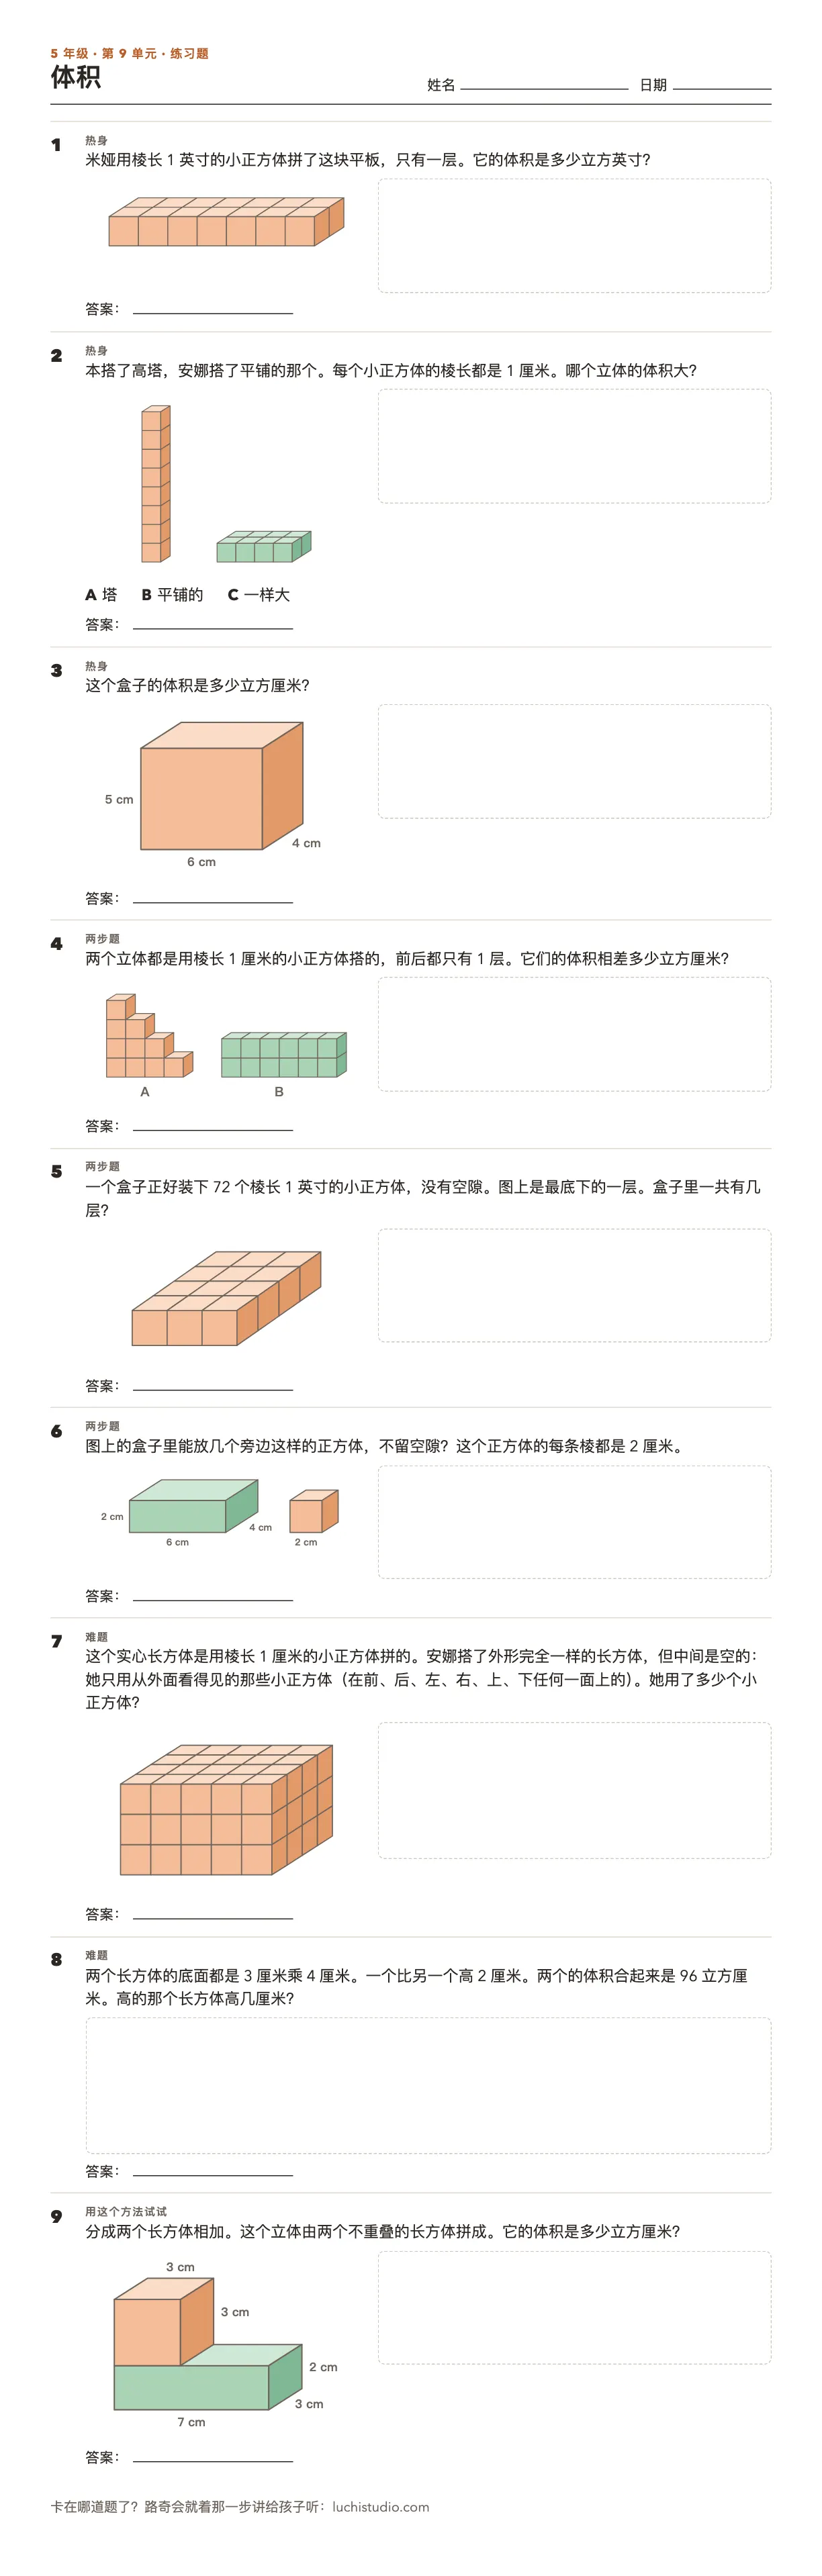 5 年级·第 9 单元·练习题
体积
姓名
日期
1
热身
米娅用棱长 1 英寸的小正方体拼了这块平板，只有一层。它的体积是多少立方英寸？
答案：
2
热身
本搭了高塔，安娜搭了平铺的那个。每个小正方体的棱长都是 1 厘米。哪个立体的体积大？
A 塔 B 平铺的 C 一样大
答案：
3
热身
这个盒子的体积是多少立方厘米？
5 cm
4 cm
6 cm
答案：
4
两步题
两个立体都是用棱长 1 厘米的小正方体搭的，前后都只有 1 层。它们的体积相差多少立方厘米？
A
B
答案：
5
两步题
一个盒子正好装下 72 个棱长 1 英寸的小正方体，没有空隙。图上是最底下的一层。盒子里一共有几
层？
答案：
6
两步题
图上的盒子里能放几个旁边这样的正方体，不留空隙？这个正方体的每条棱都是 2 厘米。
2 cm
4 cm
6 cm
2 cm
答案：
7
难题
这个实心长方体是用棱长 1 厘米的小正方体拼的。安娜搭了外形完全一样的长方体，但中间是空的：
她只用从外面看得见的那些小正方体（在前、后、左、右、上、下任何一面上的）。她用了多少个小
正方体？
答案：
8
难题
两个长方体的底面都是 3 厘米乘 4 厘米。一个比另一个高 2 厘米。两个的体积合起来是 96 立方厘
米。高的那个长方体高几厘米？
答案：
9
用这个方法试试
分成两个长方体相加。这个立体由两个不重叠的长方体拼成。它的体积是多少立方厘米？
3 cm
3 cm
2 cm
3 cm
7 cm
答案：
卡在哪道题了？路奇会就着那一步讲给孩子听：luchistudio.com